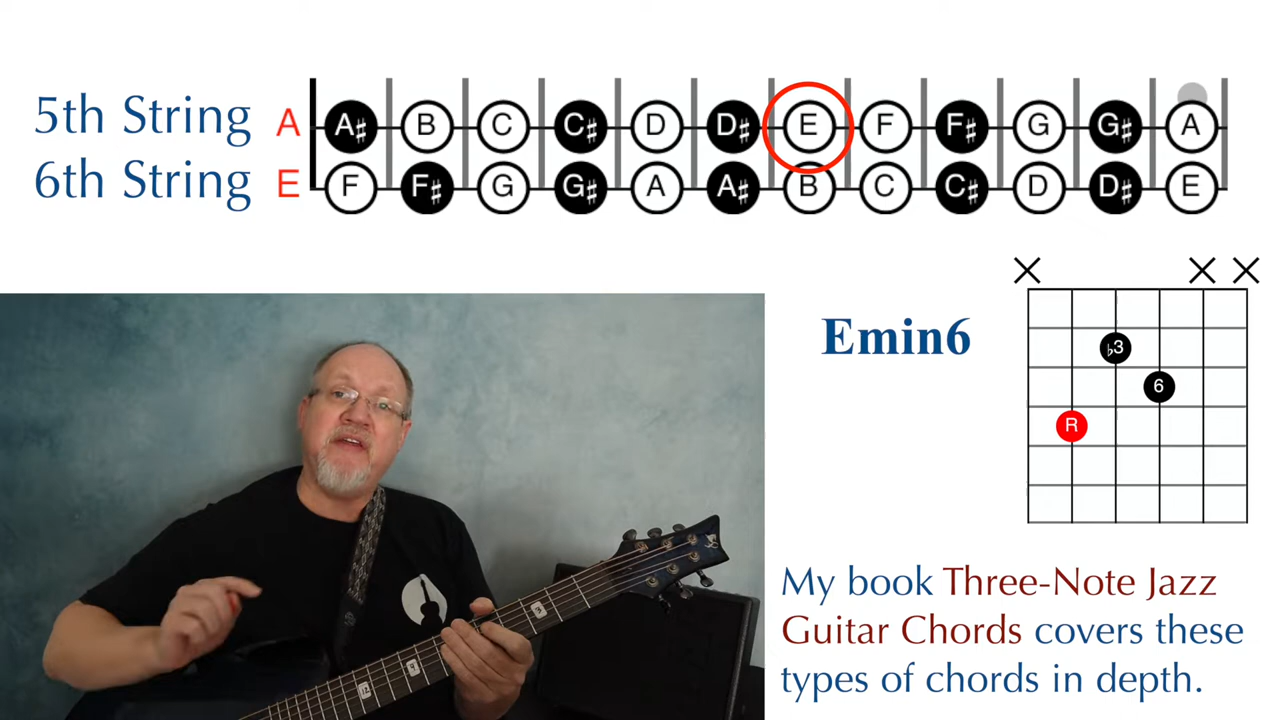 5th String A A♯ B C C♯ D D♯ E F F♯ G G♯ A
6th String E F F♯ G G♯ A A♯ B C C♯ D D♯ E
Emin6
♭3
6
R
My book Three-Note Jazz
Guitar Chords covers these
types of chords in depth.